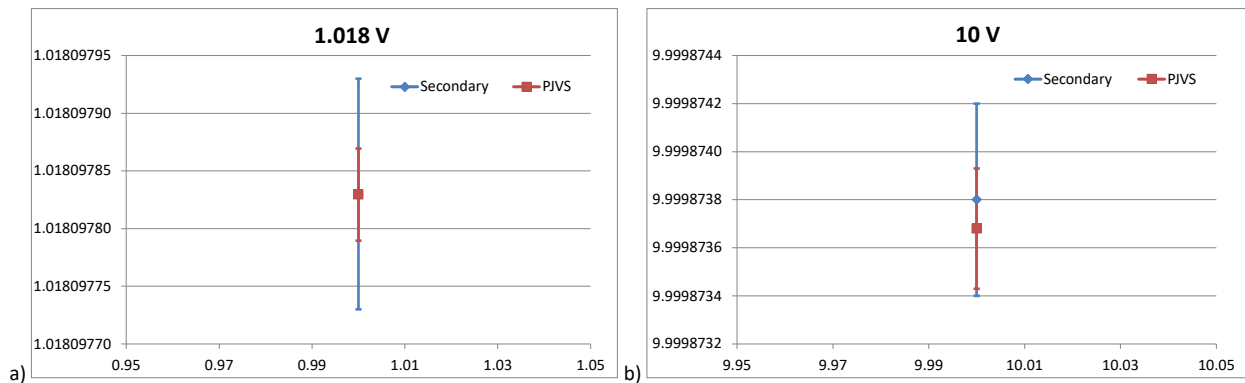 1.018 V
Secondary PJVS
1.01809795
1.01809790
1.01809785
1.01809780
1.01809775
1.01809770
0.95 0.97 0.99 1.01 1.03 1.05
a)
10 V
Secondary PJVS
9.9998744
9.9998742
9.9998740
9.9998738
9.9998736
9.9998734
9.9998732
9.95 9.97 9.99 10.01 10.03 10.05
b)